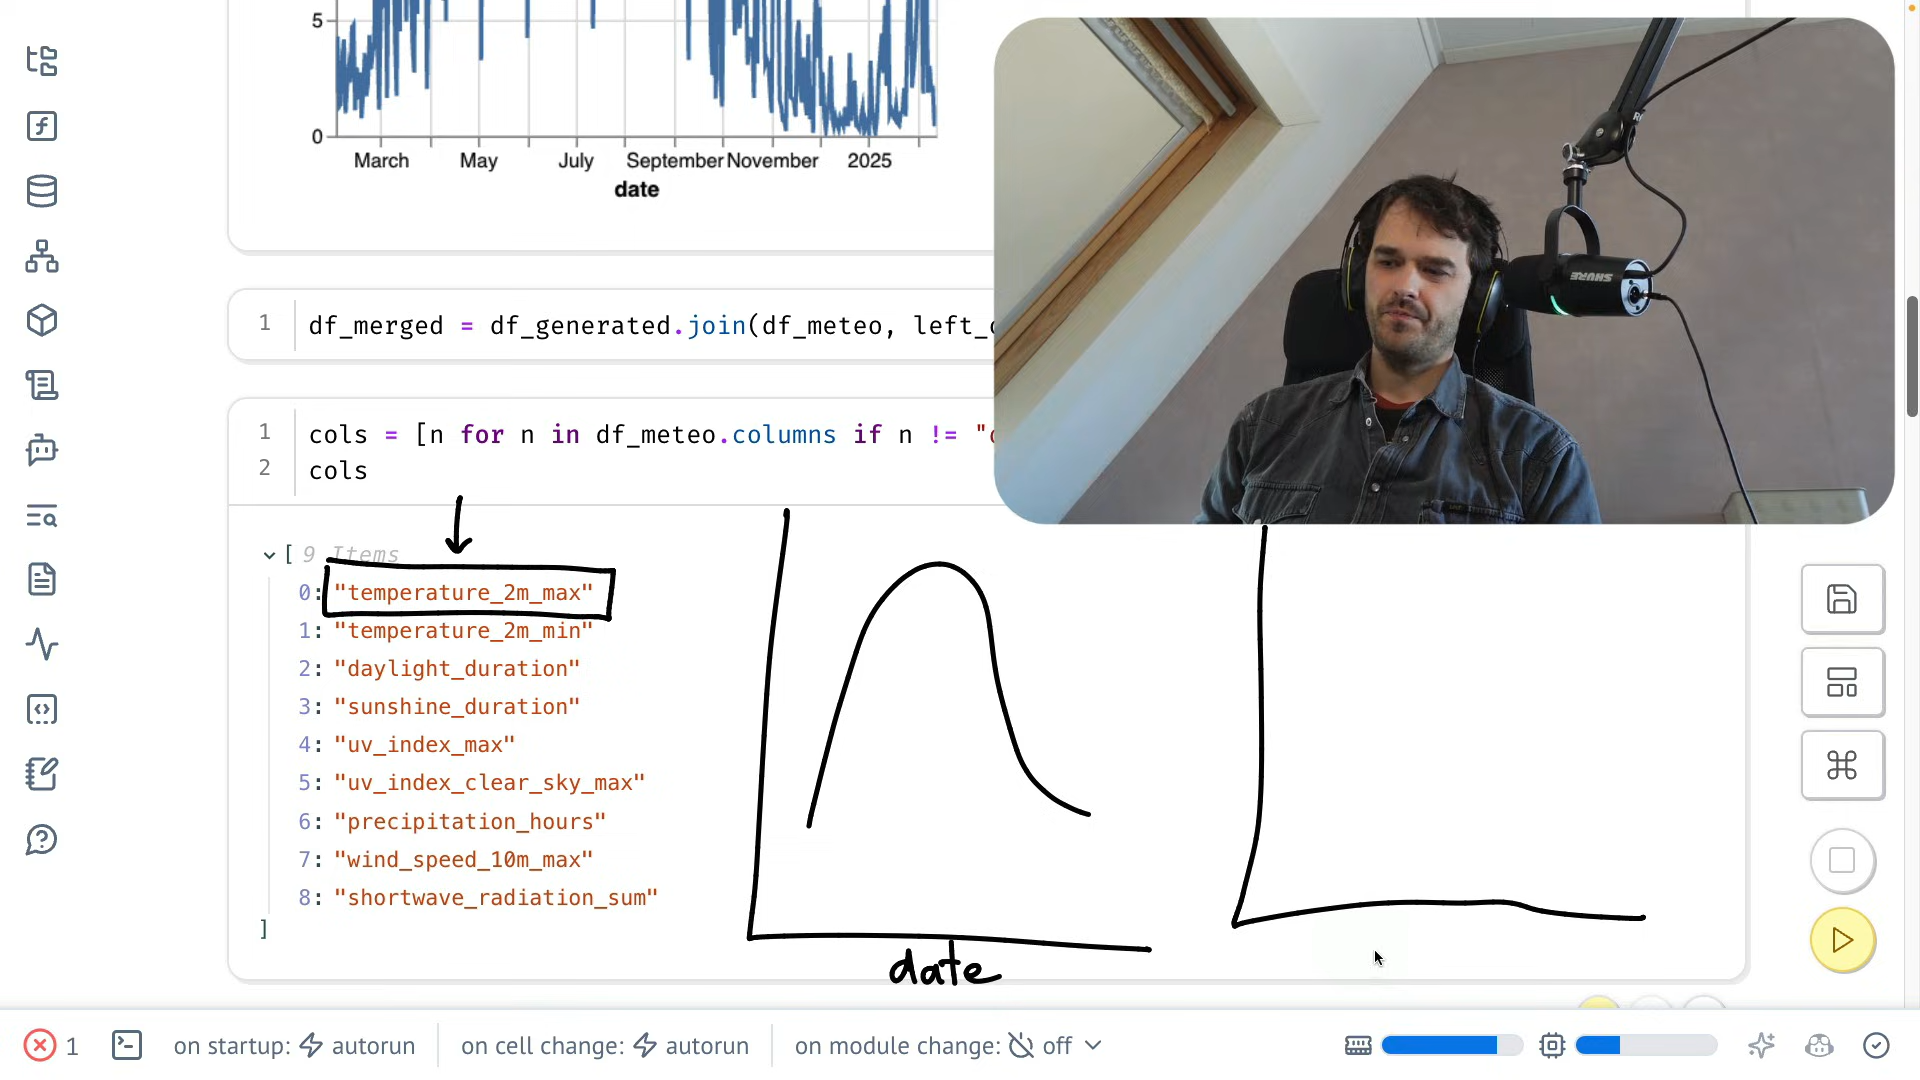 5
0
March May July September November 2025
date
1 df_merged = df_generated.join(df_meteo, left_
1 cols = [n for n in df_meteo.columns if n != "
2 cols
[ 9 Items
0: "temperature_2m_max"
1: "temperature_2m_min"
2: "daylight_duration"
3: "sunshine_duration"
4: "uv_index_max"
5: "uv_index_clear_sky_max"
6: "precipitation_hours"
7: "wind_speed_10m_max"
8: "shortwave_radiation_sum"
]
date
SHURE
1 on startup: autorun on cell change: autorun on module change: off